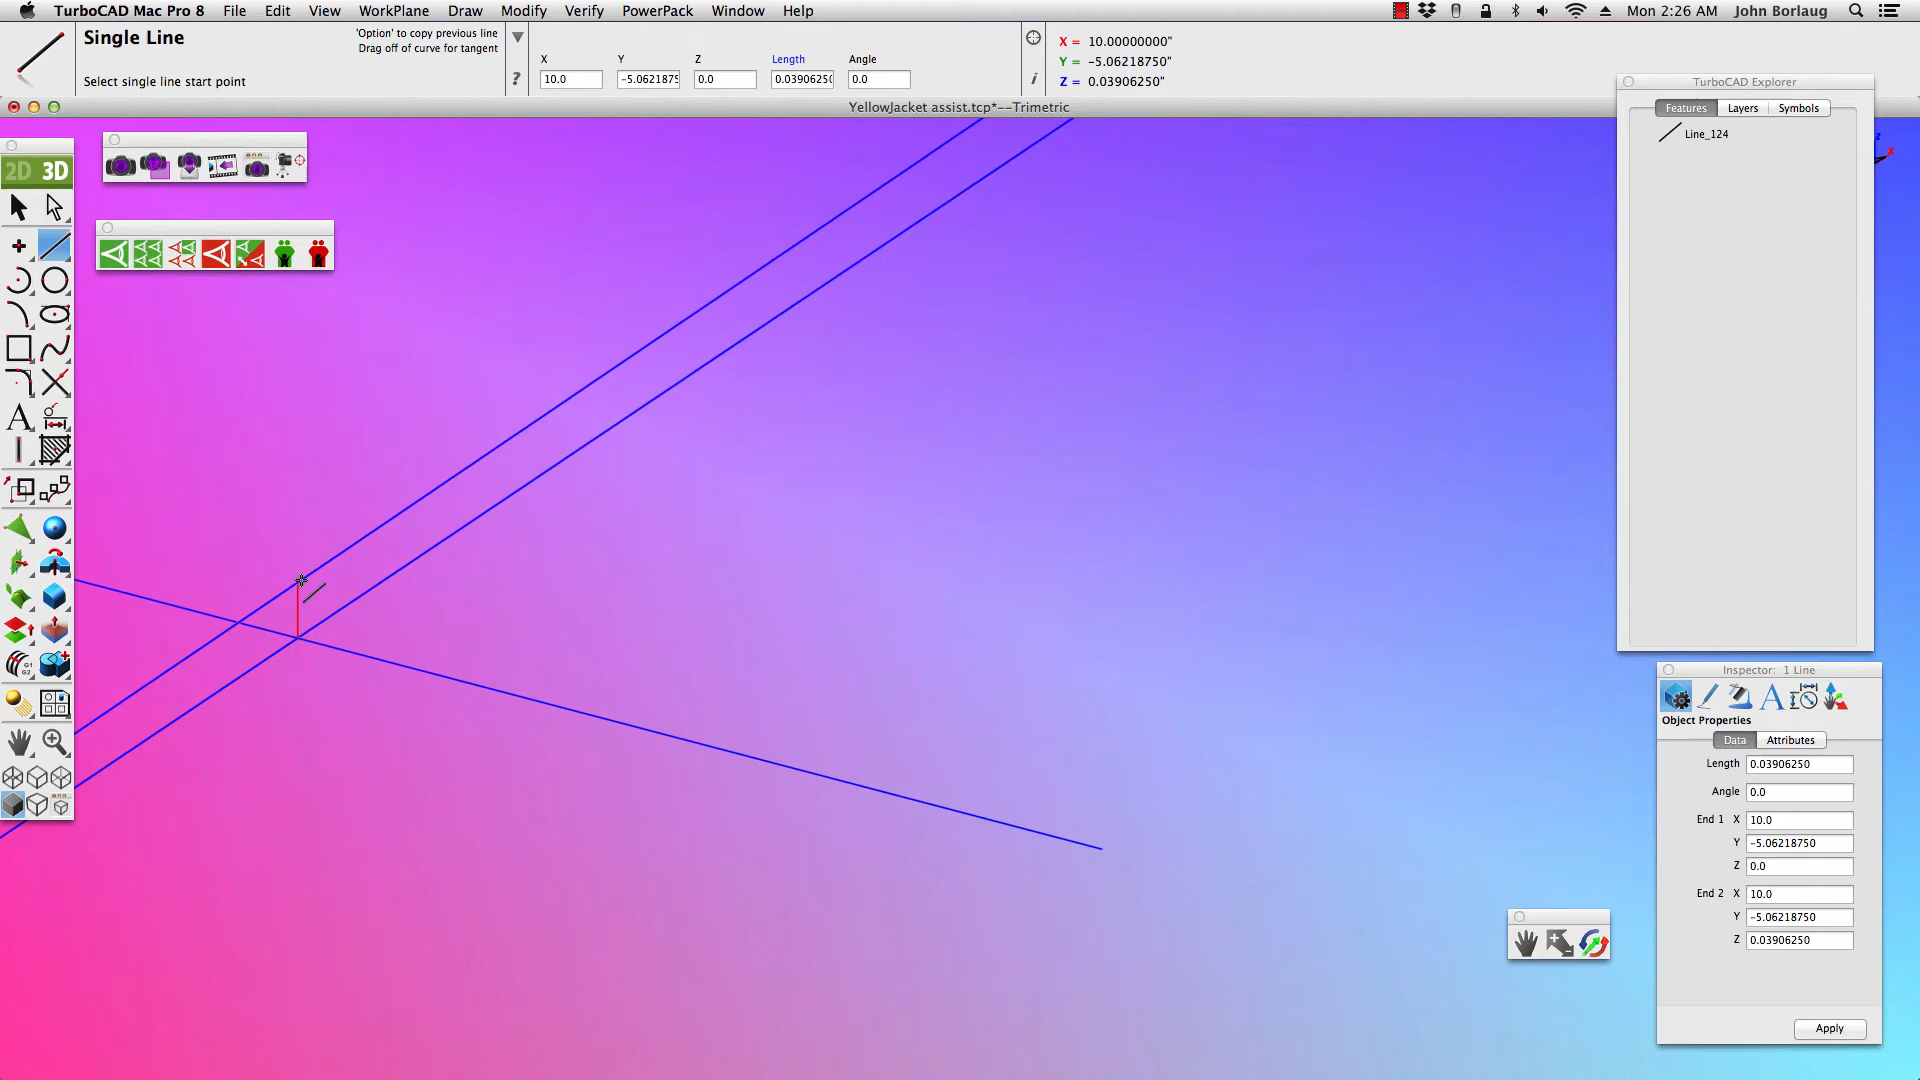 TurboCAD Mac Pro 8 File Edit View WorkPlane Draw Modify Verify PowerPack Window Help Mon 2:26 AM John Borlaug
Single Line
'Option' to copy previous line
Drag off of curve for tangent
Select single line start point
?
X Y Z Length Angle
10.0 -5.0621875 0.0 0.0390625( 0.0
i
X = 10.00000000"
Y = -5.06218750"
Z = 0.03906250"
YellowJacket assist.tcp*--Trimetric
2D 3D
A
G1
G2
z
x
TurboCAD Explorer
Features Layers Symbols
Line_124
Inspector: 1 Line
A
Object Properties
Data Attributes
Length 0.03906250
Angle 0.0
End 1 X 10.0
Y -5.06218750
Z 0.0
End 2 X 10.0
Y -5.06218750
Z 0.03906250
Apply